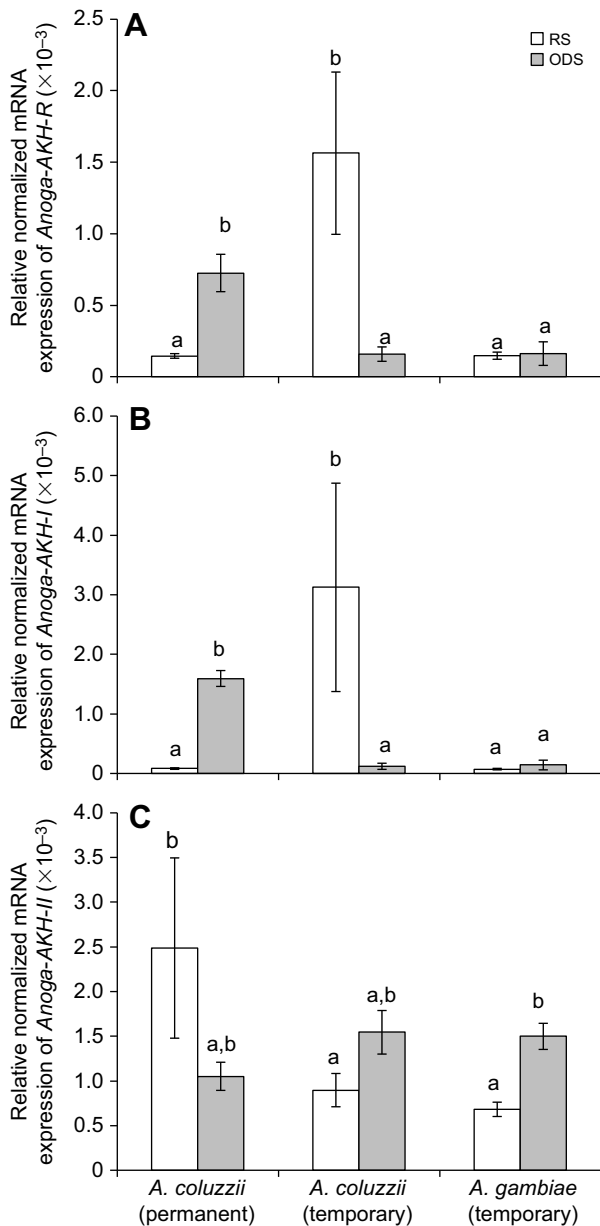 A
RS
ODS
Relative normalized mRNA
expression of Anoga-AKH-R (×10–3)
2.5
2.0
1.5
1.0
0.5
0
a
b
b
a
a
a
B
Relative normalized mRNA
expression of Anoga-AKH-I (×10–3)
6.0
5.0
4.0
3.0
2.0
1.0
0
a
b
b
a
a
a
C
Relative normalized mRNA
expression of Anoga-AKH-II (×10–3)
4.0
3.5
3.0
2.5
2.0
1.5
1.0
0.5
0
b
a,b
a
a,b
a
b
A. coluzzii
(permanent)
A. coluzzii
(temporary)
A. gambiae
(temporary)